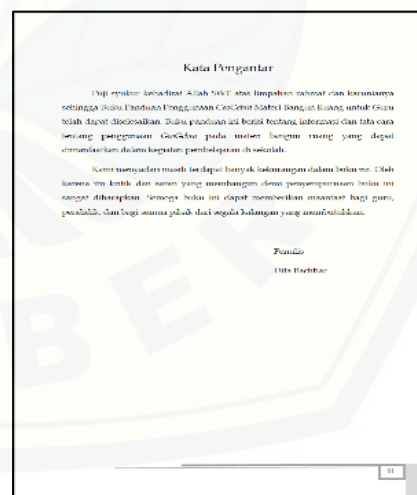 Kata Pengantar
Puji syukur kehadirat Allah SWT atas limpahan rahmat dan karunianya
sehingga Buku Panduan Penggunaan GeoGebra Materi Bangun Ruang untuk Guru
telah dapat diselesaikan. Buku panduan ini berisi tentang informasi dan tata cara
tentang penggunaan GeoGebra pada materi bangun ruang yang dapat
dimanfaatkan dalam kegiatan pembelajaran di sekolah.
Kami menyadari masih terdapat banyak kekurangan dalam buku ini. Oleh
karena itu kritik dan saran yang membangun demi penyempurnaan buku ini
sangat diharapkan. Semoga buku ini dapat memberikan manfaat bagi guru,
pendidik, dan bagi semua pihak dari segala kalangan yang membutuhkan.
Penulis
BER